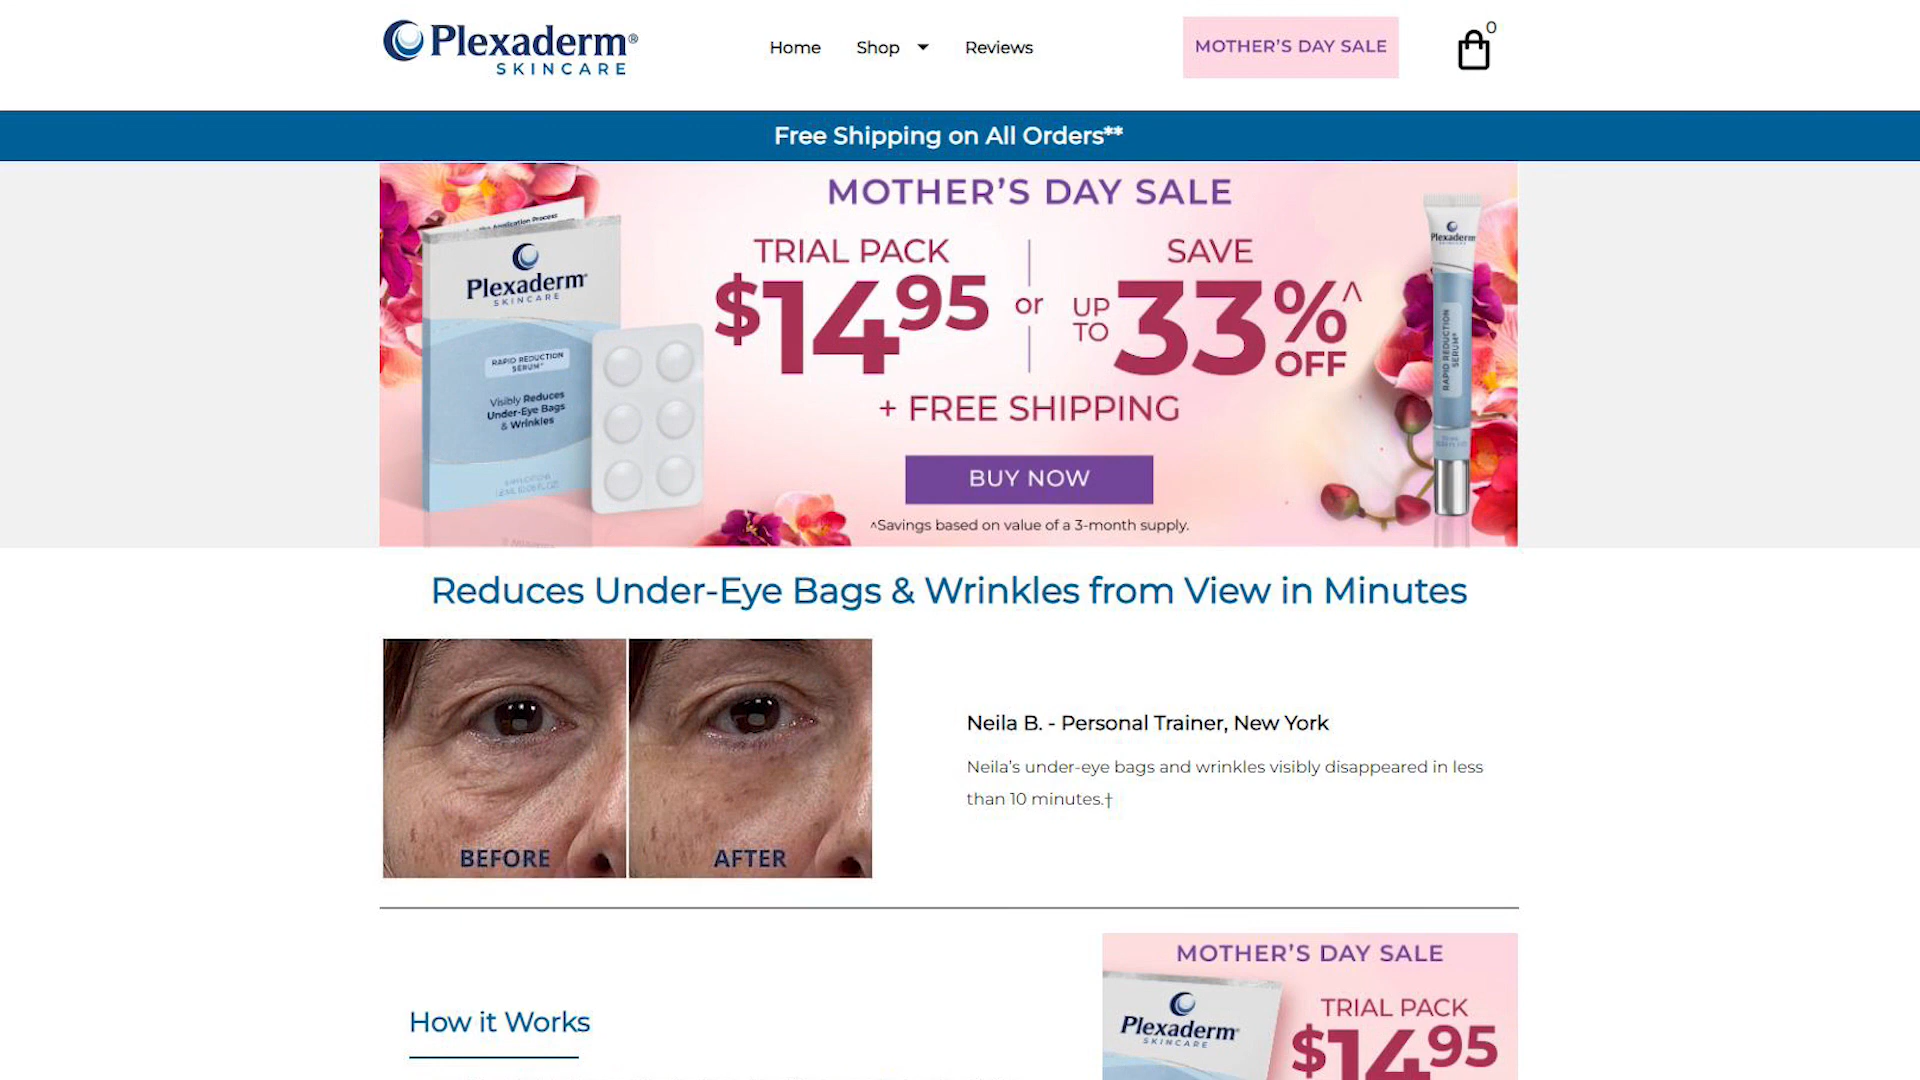 Plexaderm®
SKINCARE
Home
Shop
Reviews
MOTHER'S DAY SALE
0
Free Shipping on All Orders**
MOTHER'S DAY SALE
TRIAL PACK
$14 95
or
SAVE
UP TO 33%^ OFF
+ FREE SHIPPING
BUY NOW
^Savings based on value of a 3-month supply.
Application Process
Plexaderm
SKINCARE
RAPID REDUCTION
SERUM
Visibly Reduces
Under-Eye Bags
& Wrinkles
Plexaderm
RAPID REDUCTION
SERUM
Reduces Under-Eye Bags & Wrinkles from View in Minutes
BEFORE
AFTER
Neila B. - Personal Trainer, New York
Neila's under-eye bags and wrinkles visibly disappeared in less
than 10 minutes.†
How it Works
MOTHER'S DAY SALE
Plexaderm
SKINCARE
TRIAL PACK
$14 95